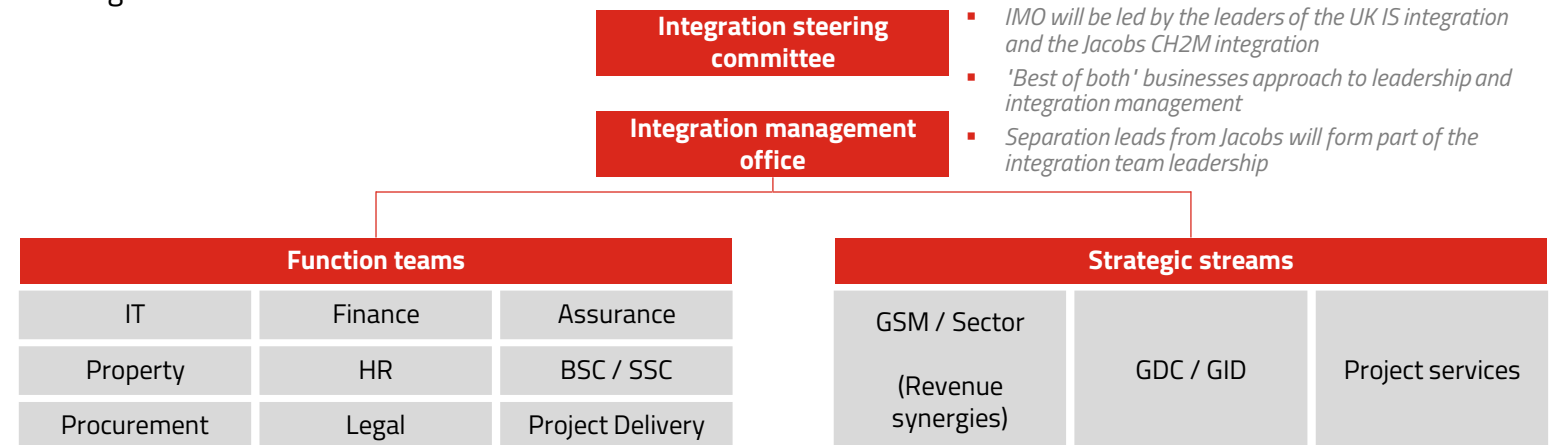 Integration steering
committee
▪ IMO will be led by the leaders of the UK IS integration
and the Jacobs CH2M integration
▪ 'Best of both' businesses approach to leadership and
integration management
Integration management
office
▪ Separation leads from Jacobs will form part of the
integration team leadership
Function teams
IT
Finance
Assurance
Property
HR
BSC / SSC
Procurement
Legal
Project Delivery
Strategic streams
GSM / Sector
(Revenue
synergies)
GDC / GID
Project services